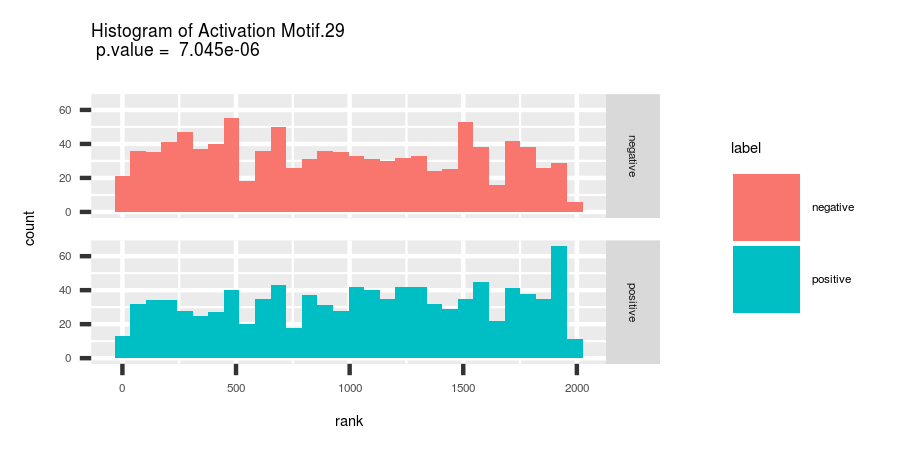 Histogram of Activation Motif.29
p.value = 7.045e-06
count
60
40
20
0
negative
60
40
20
0
positive
0 500 1000 1500 2000
rank
label
negative
positive